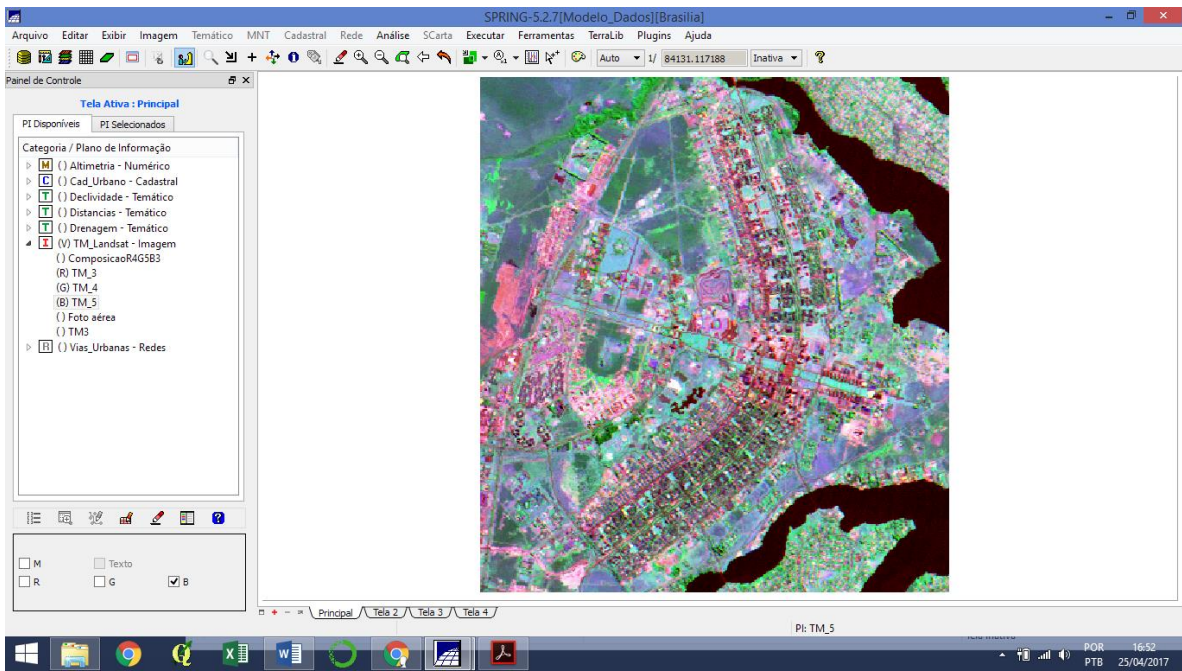 SPRING-5.2.7[Modelo_Dados][Brasilia]
Arquivo Editar Exibir Imagem Temático MNT Cadastral Rede Análise SCarta Executar Ferramentas TerraLib Plugins Ajuda
Auto 1/ 84131.117188 Inativa
Painel de Controle
Tela Ativa : Principal
PI Disponíveis PI Selecionados
Categoria / Plano de Informação
M () Altimetria - Numérico
C () Cad_Urbano - Cadastral
T () Declividade - Temático
T () Distancias - Temático
T () Drenagem - Temático
I (V) TM_Landsat - Imagem
() ComposicaoR4G5B3
(R) TM_3
(G) TM_4
(B) TM_5
() Foto aérea
() TM3
R () Vias_Urbanas - Redes
M Texto
R G B
Principal Tela 2 Tela 3 Tela 4
PI: TM_5
POR 16:52
PTB 25/04/2017